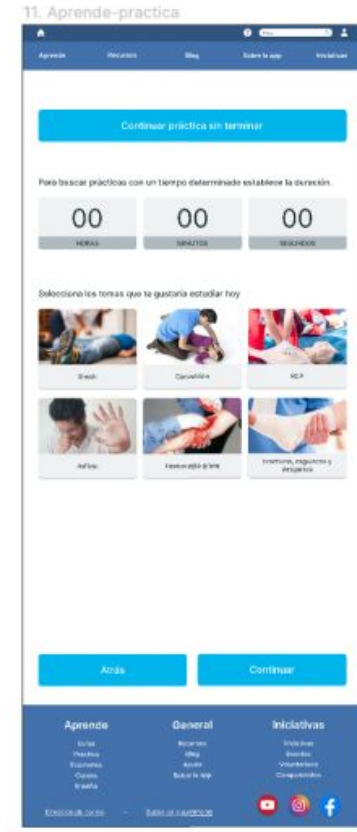 11. Aprende-practica
Aprende Recursos Blog Sobre la app Iniciativas
Continuar práctica sin terminar
Para buscar prácticas con un tiempo determinado establece la duración.
00 00 00
HORAS MINUTOS SEGUNDOS
Selecciona los temas que te gustaría estudiar hoy
Shock Convulsión RCP
Asfixia
Atrás Continuar
Aprende General Iniciativas
Guías Recursos Iniciativas
Práctica Blog Eventos
Exámenes Ayuda Voluntariado
Cursos Sobre la app
Enseña